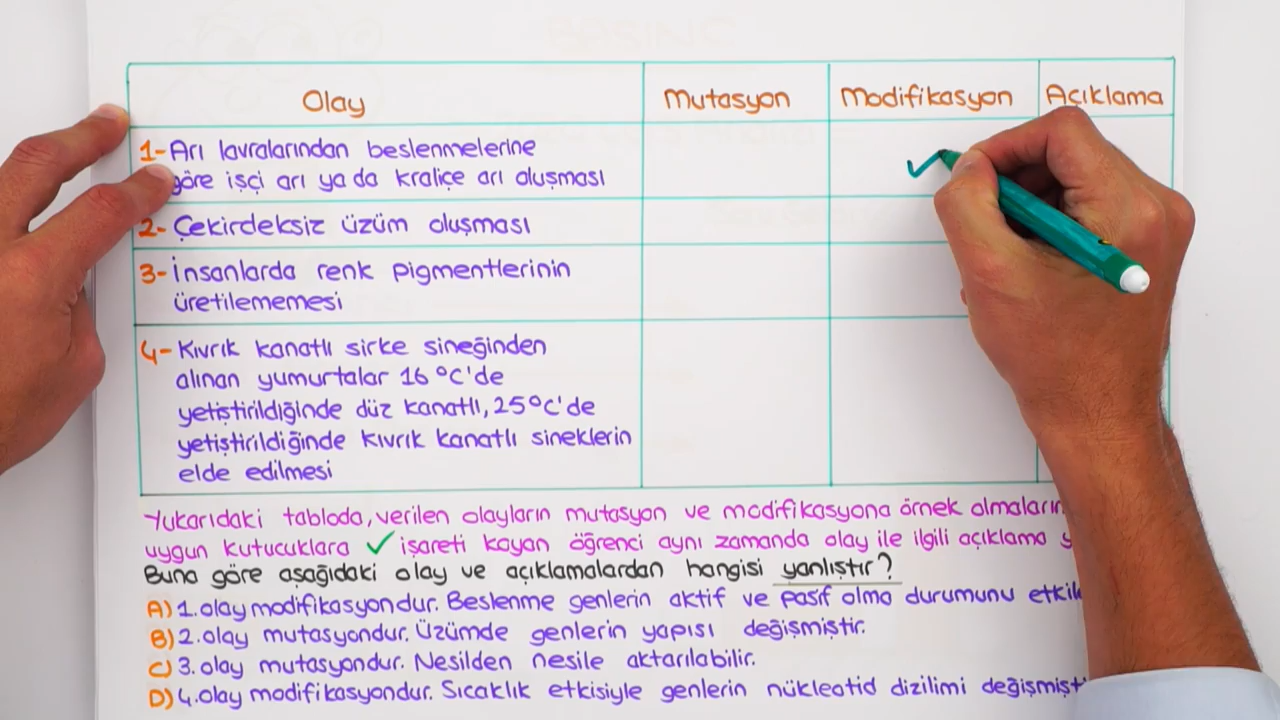 Olay Mutasyon Modifikasyon Açıklama
1- Arı lavralarından beslenmelerine
göre işçi arı ya da kraliçe arı oluşması
2- Çekirdeksiz üzüm oluşması
3- İnsanlarda renk pigmentlerinin
üretilememesi
4- Kıvrık kanatlı sirke sineğinden
alınan yumurtalar 16 °C'de
yetiştirildiğinde düz kanatlı, 25°C'de
yetiştirildiğinde kıvrık kanatlı sineklerin
elde edilmesi
Yukarıdaki tabloda, verilen olayların mutasyon ve modifikasyona örnek
uygun kutucuklara ✓ işareti koyan öğrenci aynı zamanda olay ile ilgili açıklama
Buna göre aşağıdaki olay ve açıklamalardan hangisi yanlıştır?
A) 1.olay modifikasyondur. Beslenme genlerin aktif ve pasif olma durumunu
B) 2.olay mutasyondur. Üzümde genlerin yapısı değişmiştir.
C) 3.olay mutasyondur. Nesilden nesile aktarılabilir.
D) 4.olay modifikasyondur. Sıcaklık etkisiyle genlerin nükleotid dizilimi